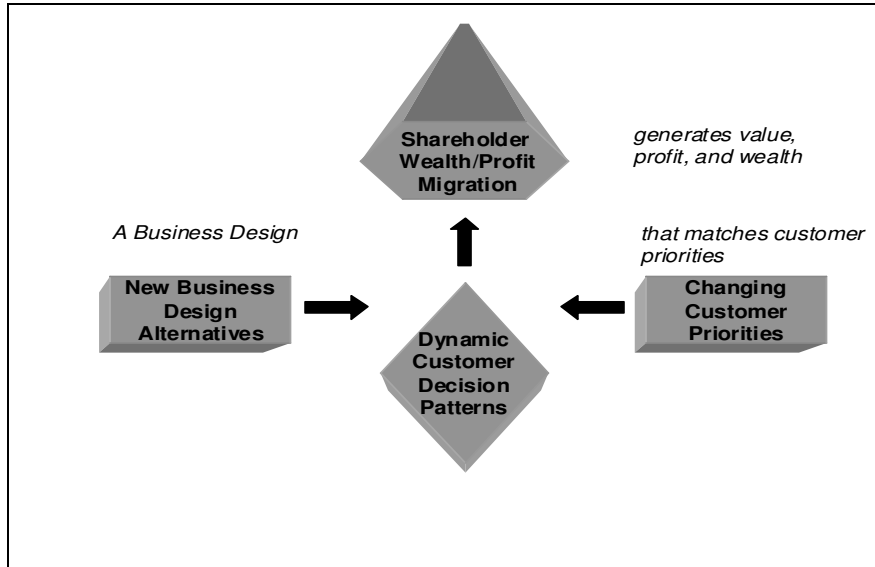 Shareholder
Wealth/Profit
Migration
generates value,
profit, and wealth
A Business Design
that matches customer
priorities
New Business
Design
Alternatives
Dynamic
Customer
Decision
Patterns
Changing
Customer
Priorities